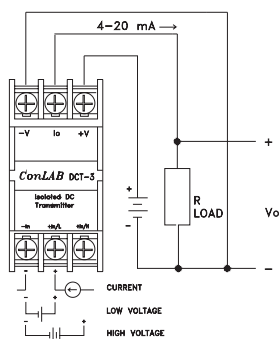 4-20 mA
-V Io +V
ConLAB DCT-3
Isolated DC
Transmitter
-In +In/L +In/H
R
LOAD
+
Vo
-
+
-
- +
CURRENT
- +
LOW VOLTAGE
- +
HIGH VOLTAGE